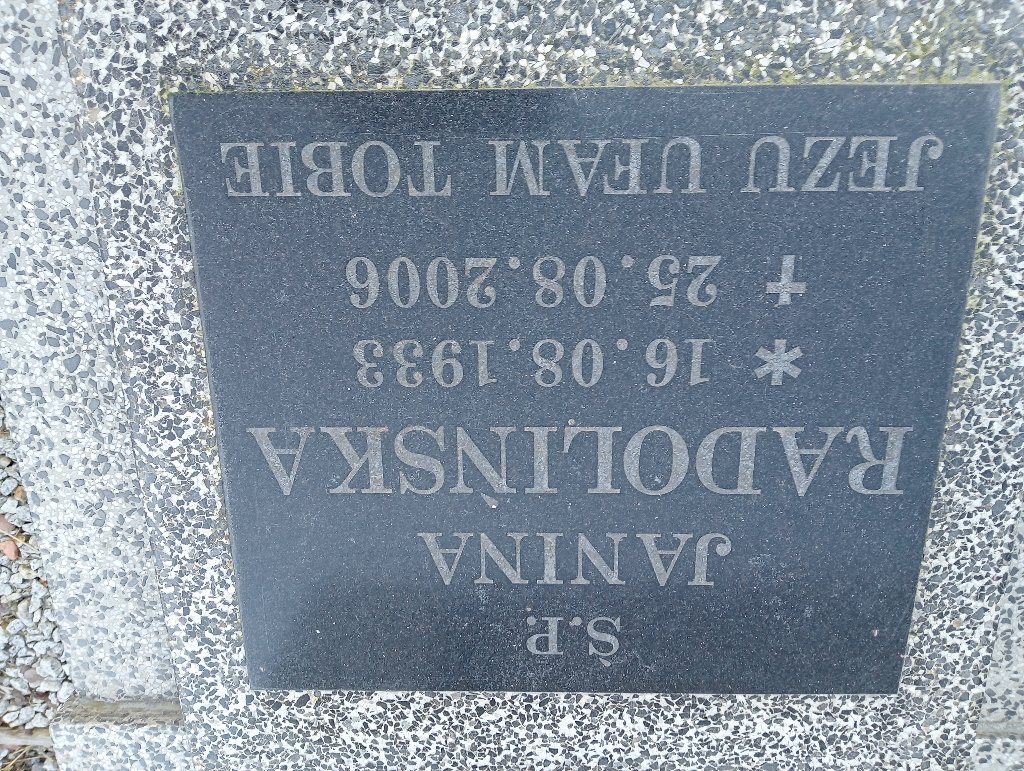 Ś.P.
JANINA
RADOLIŃSKA
* 16.08.1933
+ 25.08.2006
JEZU UFAM TOBIE